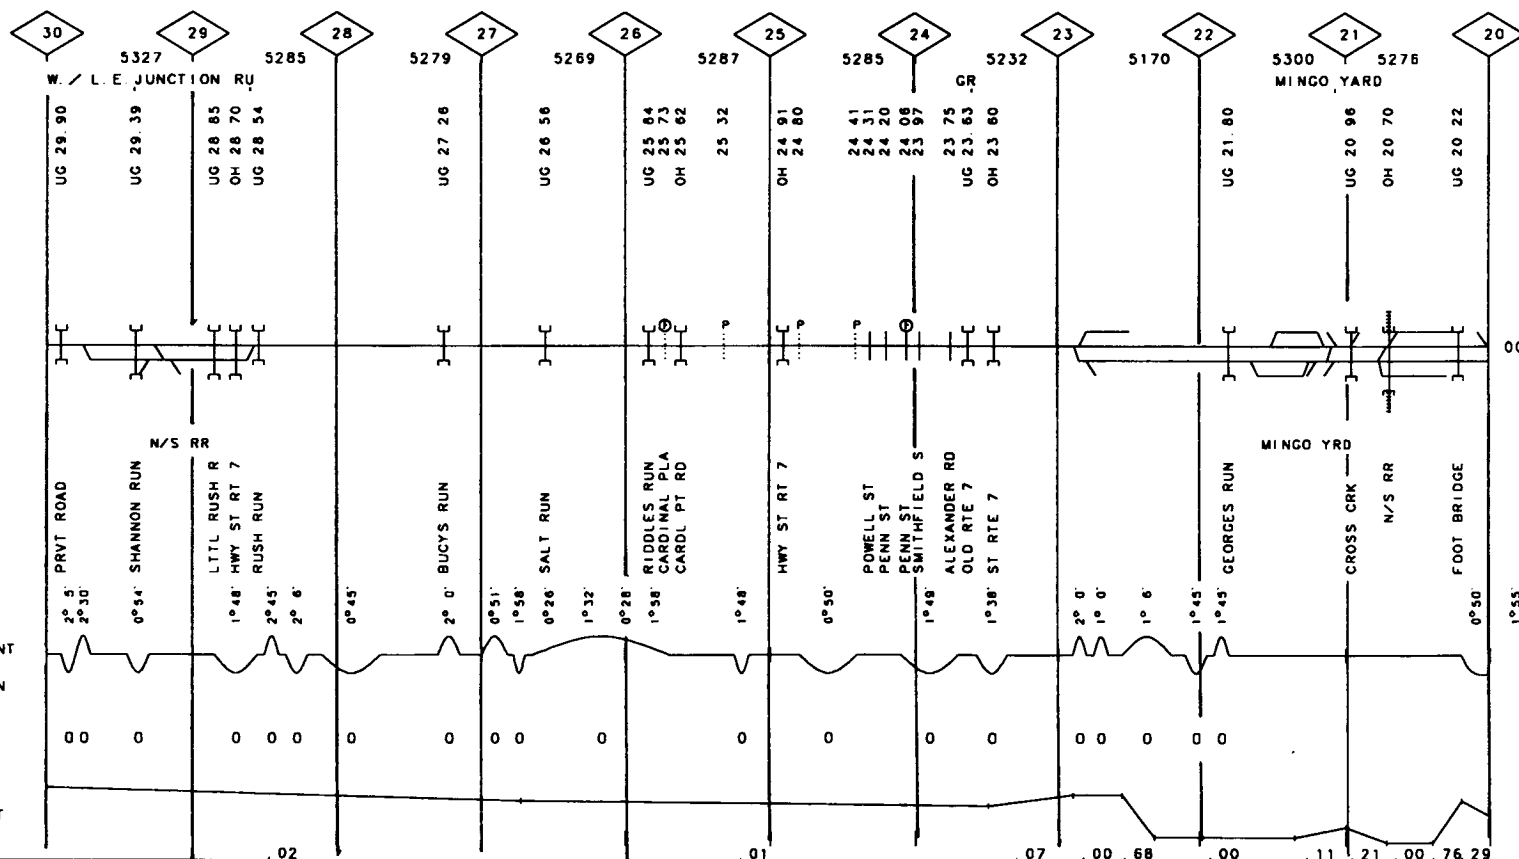 30 29 28 27 26 25 24 23 22 21 20
5327 5285 5279 5269 5287 5285 5232 5170 5300 5276
W. / L. E. JUNCTION RU GR MINGO YARD
UG 29.90
UG 29.39
UG 28 85
OH 28 70
UG 28 54
UG 27 26
UG 26 56
UG 25 84
25 73
OH 25 62
25 32
OH 24 91
24 80
24 41
24 31
24 20
24 06
23 97
23 75
UG 23.63
OH 23 60
UG 21.80
UG 20 96
OH 20 70
UG 20 22
P P P P P
00
N/S RR MINGO YRD
PRVT ROAD
SHANNON RUN
LTTL RUSH R
HWY ST RT 7
RUSH RUN
BUCYS RUN
SALT RUN
RIDDLES RUN
CARDINAL PLA
CARDL PT RD
HWY ST RT 7
POWELL ST
PENN ST
PENN ST
SMITHFIELD S
ALEXANDER RD
OLD RTE 7
ST RTE 7
GEORGES RUN
CROSS CRK
N/S RR
FOOT BRIDGE
2° 5' 2°30' 0°54' 1°48' 2°45' 2° 6' 0°45' 2° 0' 0°51' 1°58' 0°26' 1°32' 0°28' 1°58' 1°48' 0°50' 1°49' 1°38' 2° 0' 1° 0' 1° 6' 1°45' 1°45' 0°50' 1°55'
NT
N
0 0 0 0 0 0 0 0 0 0 0 0 0 0 0 0 0 0 0 0
T
.02 .01 .07 .00 .68 .00 .11 .21 .00 .76 .29